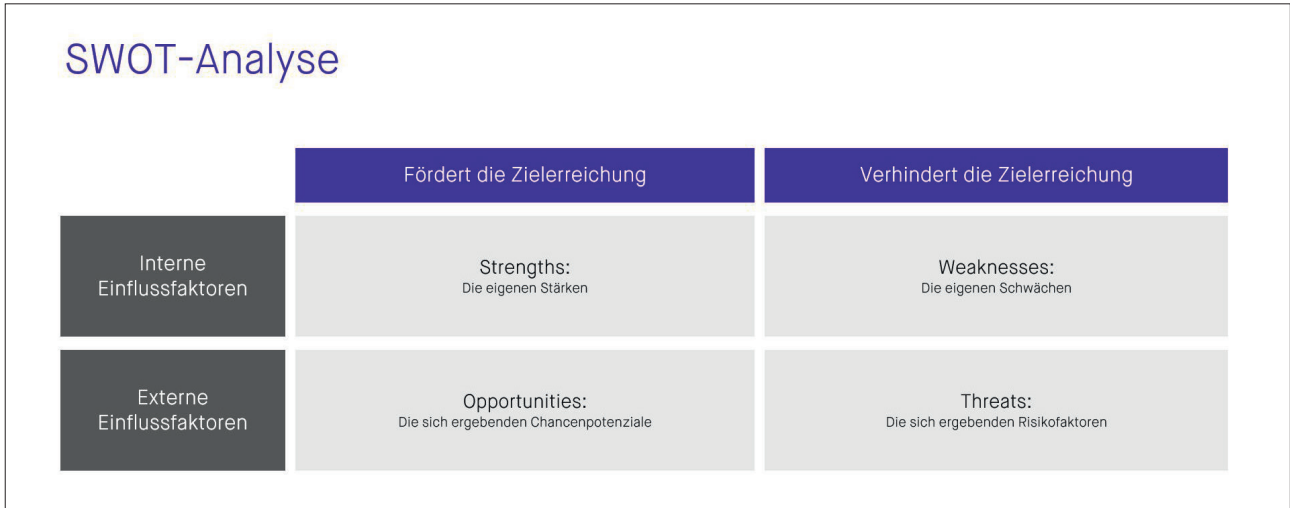 SWOT-Analyse
Fördert die Zielerreichung
Verhindert die Zielerreichung
Interne
Einflussfaktoren
Strengths:
Die eigenen Stärken
Weaknesses:
Die eigenen Schwächen
Externe
Einflussfaktoren
Opportunities:
Die sich ergebenden Chancenpotenziale
Threats:
Die sich ergebenden Risikofaktoren